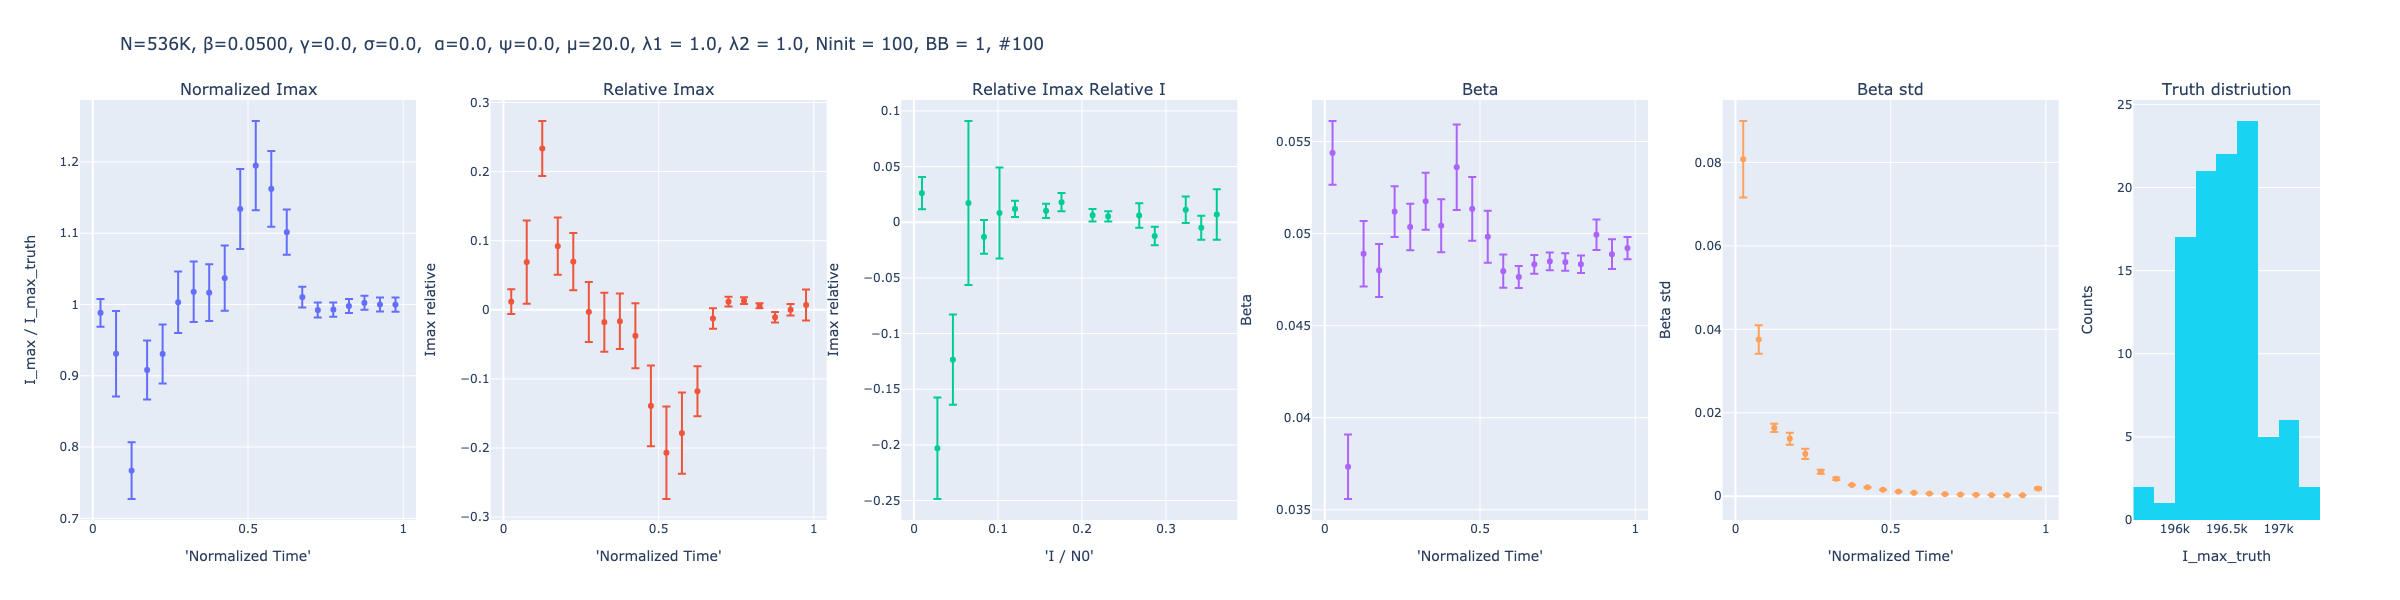 N=536K, β=0.0500, γ=0.0, σ=0.0,  α=0.0, ψ=0.0, μ=20.0, λ1 = 1.0, λ2 = 1.0, Ninit = 100, BB = 1, #100
Normalized Imax
I_max / I_max_truth
1.2
1.1
1
0.9
0.8
0.7
0
0.5
1
'Normalized Time'
Relative Imax
Imax relative
0.3
0.2
0.1
0
−0.1
−0.2
−0.3
0
0.5
1
'Normalized Time'
Relative Imax Relative I
Imax relative
0.1
0.05
0
−0.05
−0.1
−0.15
−0.2
−0.25
0
0.1
0.2
0.3
'I / N0'
Beta
Beta
0.055
0.05
0.045
0.04
0.035
0
0.5
1
'Normalized Time'
Beta std
Beta std
0.08
0.06
0.04
0.02
0
0
0.5
1
'Normalized Time'
Truth distriution
Counts
25
20
15
10
5
0
196k
196.5k
197k
I_max_truth